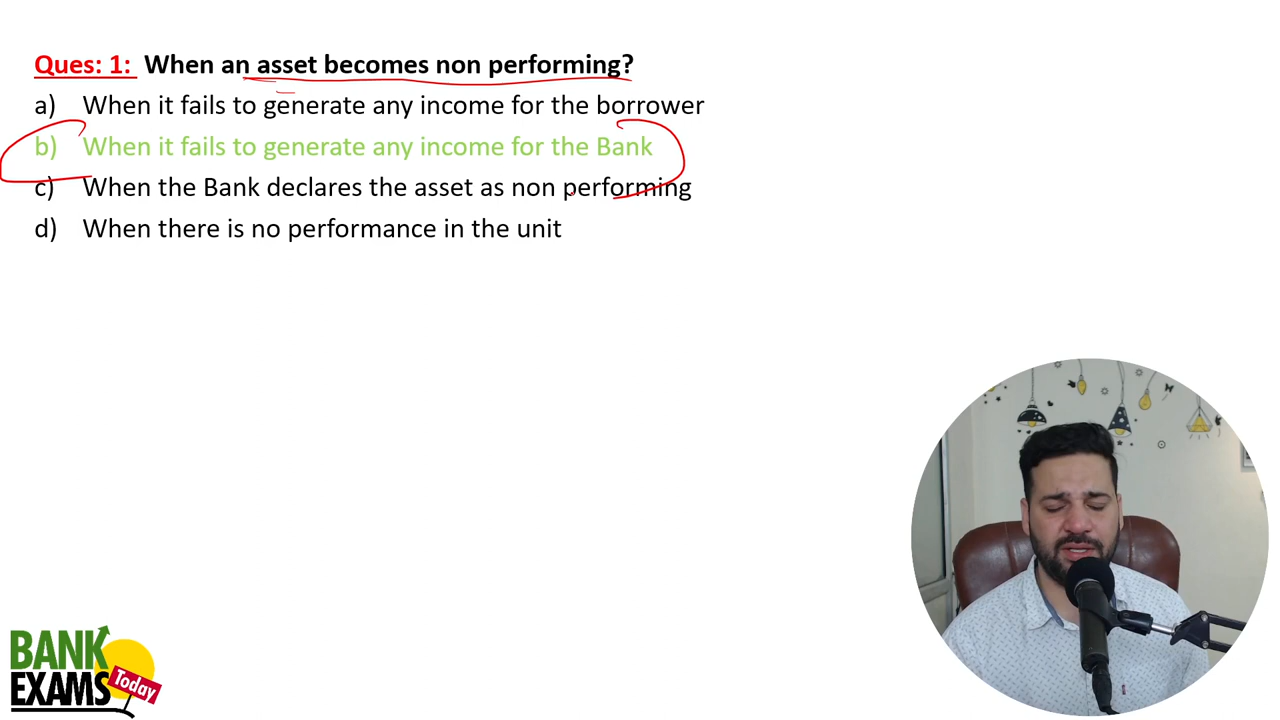 Ques: 1: When an asset becomes non performing?
a) When it fails to generate any income for the borrower
b) When it fails to generate any income for the Bank
c) When the Bank declares the asset as non performing
d) When there is no performance in the unit
BANK
EXAMS
Today